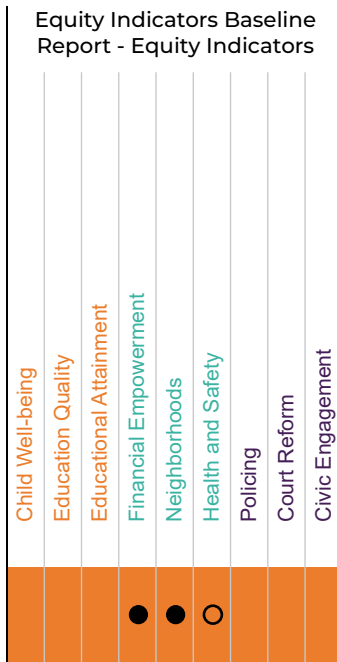 Equity Indicators Baseline
Report - Equity Indicators
Child Well-being
Education Quality
Educational Attainment
Financial Empowerment
Neighborhoods
Health and Safety
Policing
Court Reform
Civic Engagement